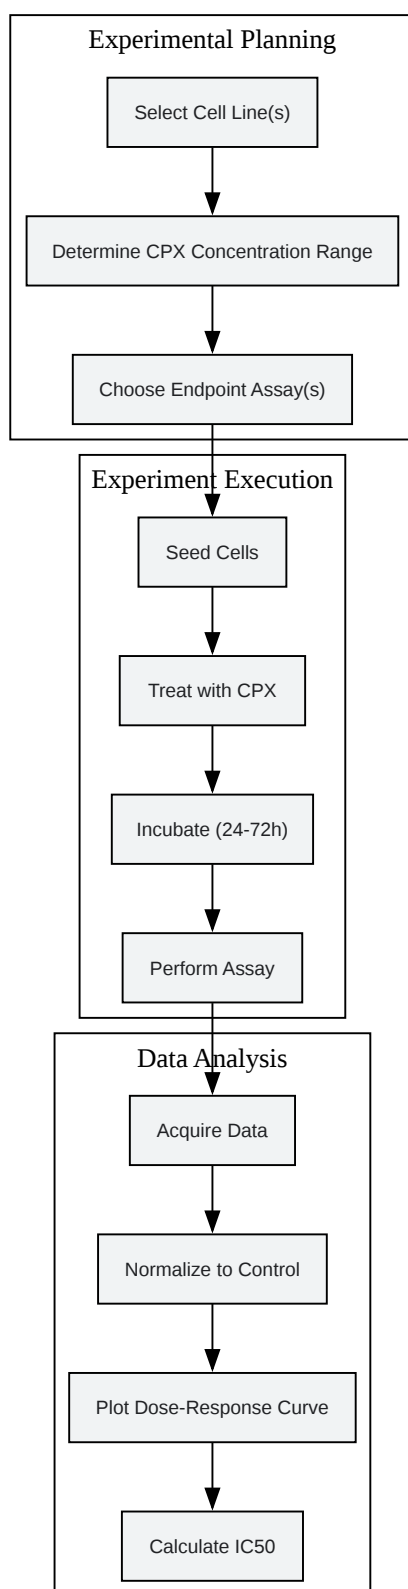 Experimental Planning
Select Cell Line(s)
Determine CPX Concentration Range
Choose Endpoint Assay(s)
Experiment Execution
Seed Cells
Treat with CPX
Incubate (24-72h)
Perform Assay
Data Analysis
Acquire Data
Normalize to Control
Plot Dose-Response Curve
Calculate IC50